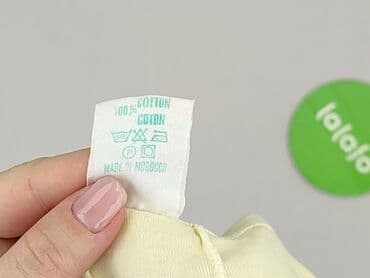 100% COTTON
COTON
P
MADE IN MOROCCO
lalafo